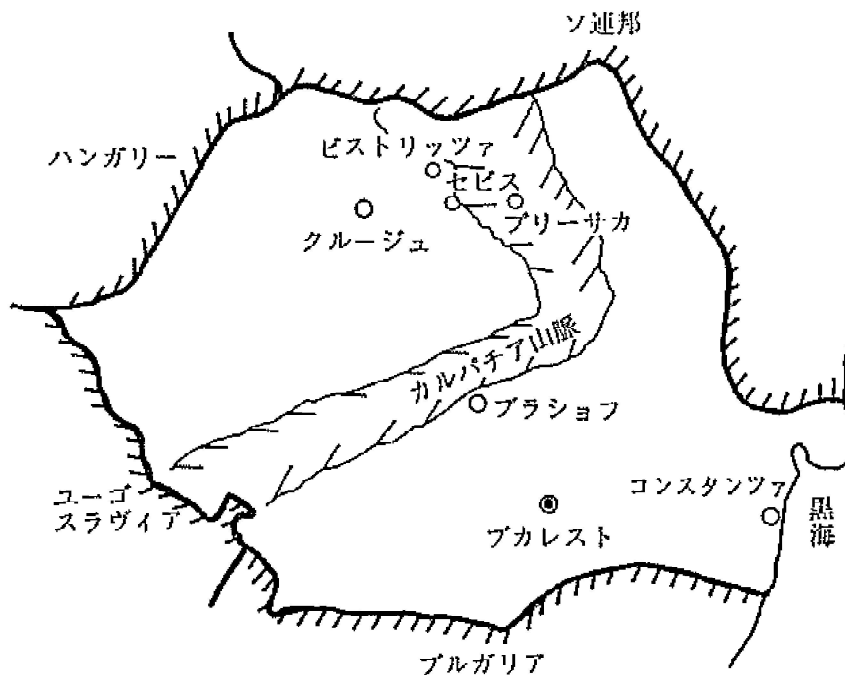 ソ連邦
ハンガリー
ビストリッツァ
セビス
ブリーサカ
クルージュ
カルパチア山脈
ブラショフ
ユーゴ
スラヴィア
コンスタンツァ
黒海
ブカレスト
ブルガリア